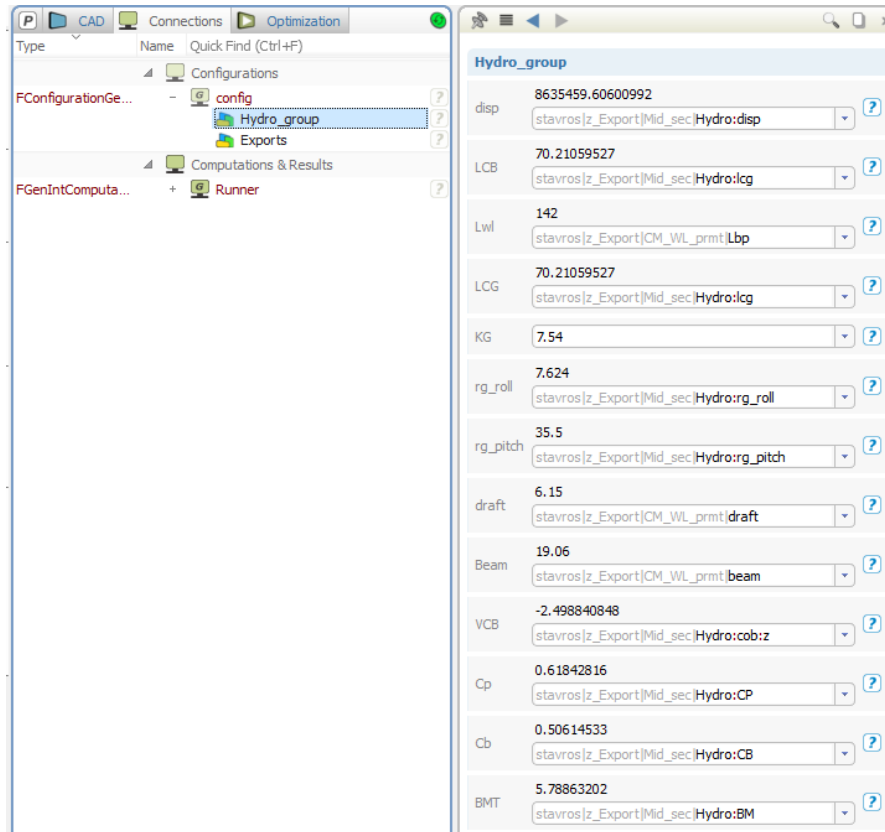 P CAD Connections Optimization
Type Name Quick Find (Ctrl+F)
Configurations
FConfigurationGe... config ?
Hydro_group ?
Exports ?
Computations & Results
FGenIntComputa... Runner ?
Hydro_group
disp
8635459.60600992
stavros|z_Export|Mid_sec|Hydro:disp
?
LCB
70.21059527
stavros|z_Export|Mid_sec|Hydro:lcg
?
Lwl
142
stavros|z_Export|CM_WL_prmt|Lbp
?
LCG
70.21059527
stavros|z_Export|Mid_sec|Hydro:lcg
?
KG
7.54
?
rg_roll
7.624
stavros|z_Export|Mid_sec|Hydro:rg_roll
?
rg_pitch
35.5
stavros|z_Export|Mid_sec|Hydro:rg_pitch
?
draft
6.15
stavros|z_Export|CM_WL_prmt|draft
?
Beam
19.06
stavros|z_Export|CM_WL_prmt|beam
?
VCB
-2.498840848
stavros|z_Export|Mid_sec|Hydro:cob:z
?
Cp
0.61842816
stavros|z_Export|Mid_sec|Hydro:CP
?
Cb
0.50614533
stavros|z_Export|Mid_sec|Hydro:CB
?
BMT
5.78863202
stavros|z_Export|Mid_sec|Hydro:BM
?